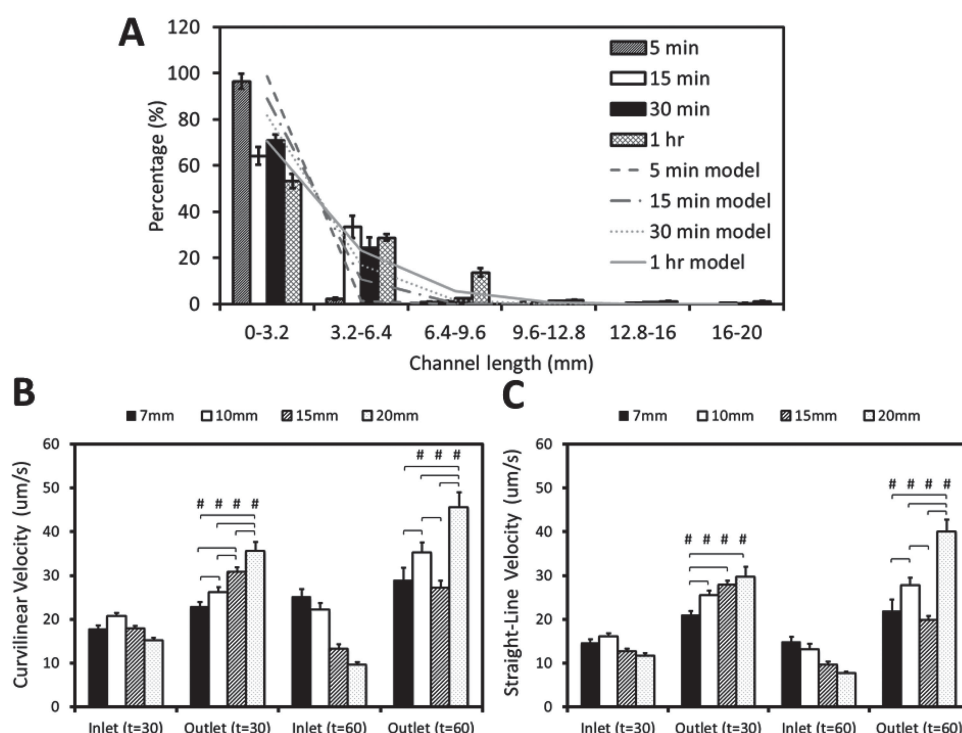 A
120
100
80
60
40
20
0
Percentage (%)
5 min
15 min
30 min
1 hr
5 min model
15 min model
30 min model
1 hr model
0-3.2 3.2-6.4 6.4-9.6 9.6-12.8 12.8-16 16-20
Channel length (mm)
B
7mm 10mm 15mm 20mm
Curvilinear Velocity (um/s)
60
50
40
30
20
10
0
# # # #
# # #
Inlet (t=30) Outlet (t=30) Inlet (t=60) Outlet (t=60)
C
7mm 10mm 15mm 20mm
Straight-Line Velocity (um/s)
60
50
40
30
20
10
0
# # # #
# # # #
Inlet (t=30) Outlet (t=30) Inlet (t=60) Outlet (t=60)